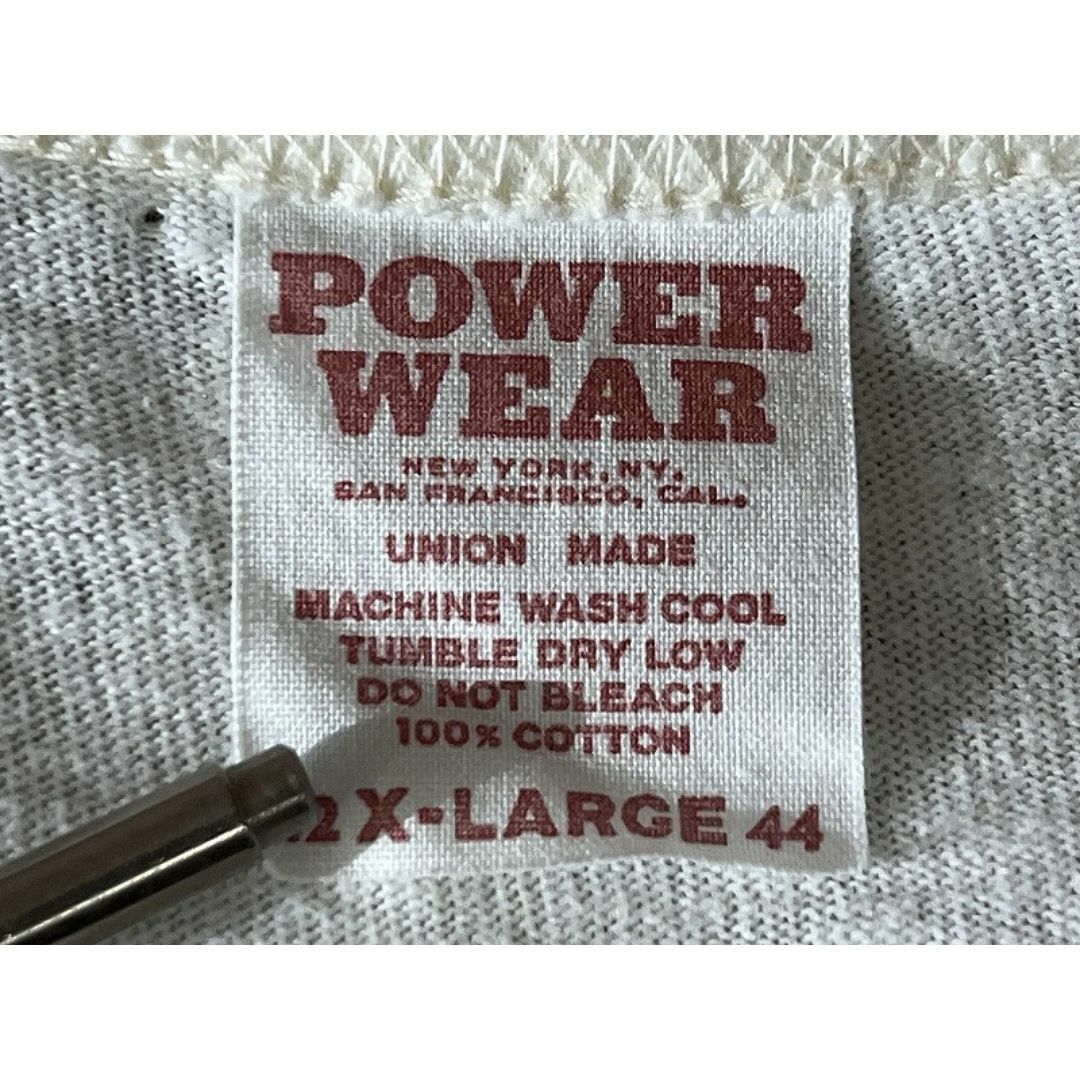 POWER
WEAR
NEW YORK, NY,
SAN FRANCISCO, CAL.
UNION MADE
MACHINE WASH COOL
TUMBLE DRY LOW
DO NOT BLEACH
100% COTTON
X-LARGE 44